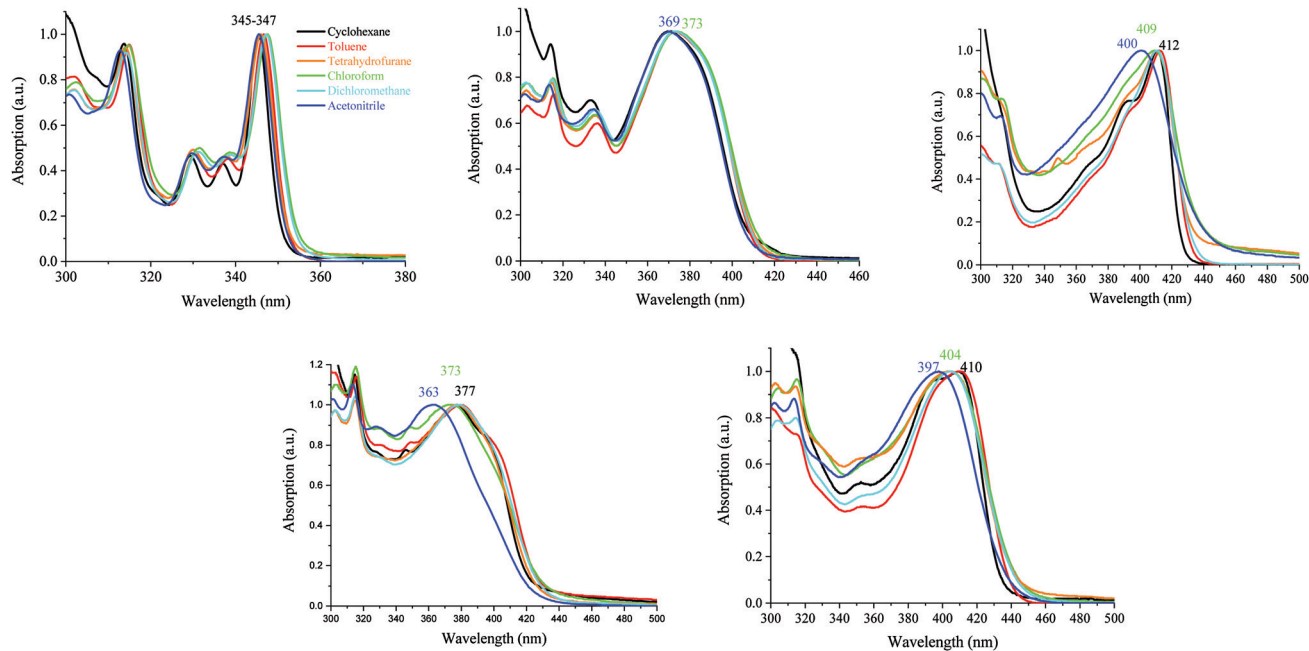 345-347
Cyclohexane
Toluene
Tetrahydrofurane
Chloroform
Dichloromethane
Acetonitrile
1.0
0.8
0.6
0.4
0.2
0.0
Absorption (a.u.)
300 320 340 360 380
Wavelength (nm)
369 373
1.0
0.8
0.6
0.4
0.2
0.0
Absorption (a.u.)
300 320 340 360 380 400 420 440 460
Wavelength (nm)
409
400 412
1.0
0.8
0.6
0.4
0.2
0.0
Absorption (a.u.)
300 320 340 360 380 400 420 440 460 480 500
Wavelength (nm)
373
363 377
1.2
1.0
0.8
0.6
0.4
0.2
0.0
Absorption (a.u.)
300 320 340 360 380 400 420 440 460 480 500
Wavelength (nm)
404
397 410
1.0
0.8
0.6
0.4
0.2
0.0
Absorption (a.u.)
300 320 340 360 380 400 420 440 460 480 500
Wavelength (nm)